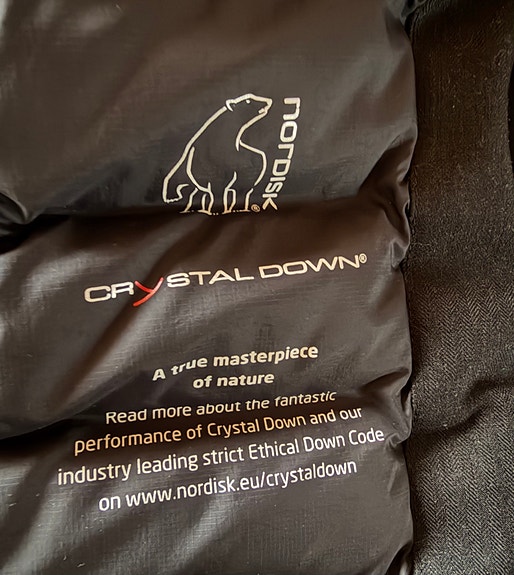 nORDISK®
CRySTAL DOWN®
A true masterpiece
of nature
Read more about the fantastic
performance of Crystal Down and our
industry leading strict Ethical Down Code
on www.nordisk.eu/crystaldown